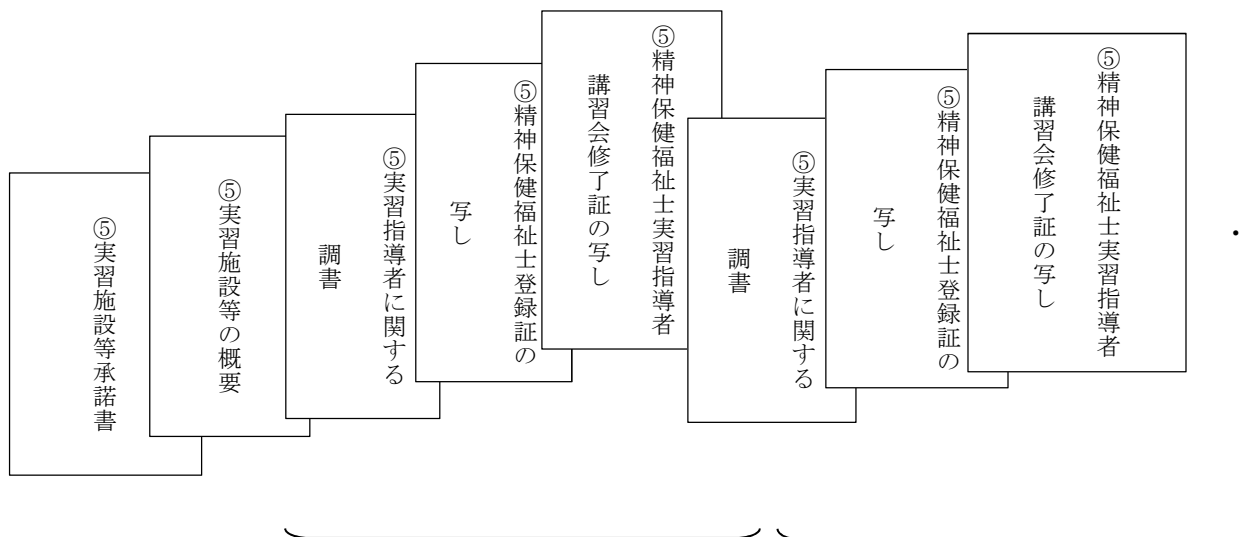 ⑤実習施設等承諾書
⑤実習施設等の概要
⑤実習指導者に関する
調書
⑤精神保健福祉士登録証の
写し
⑤精神保健福祉士実習指導者
講習会修了証の写し
⑤実習指導者に関する
調書
⑤精神保健福祉士登録証の
写し
⑤精神保健福祉士実習指導者
講習会修了証の写し
・